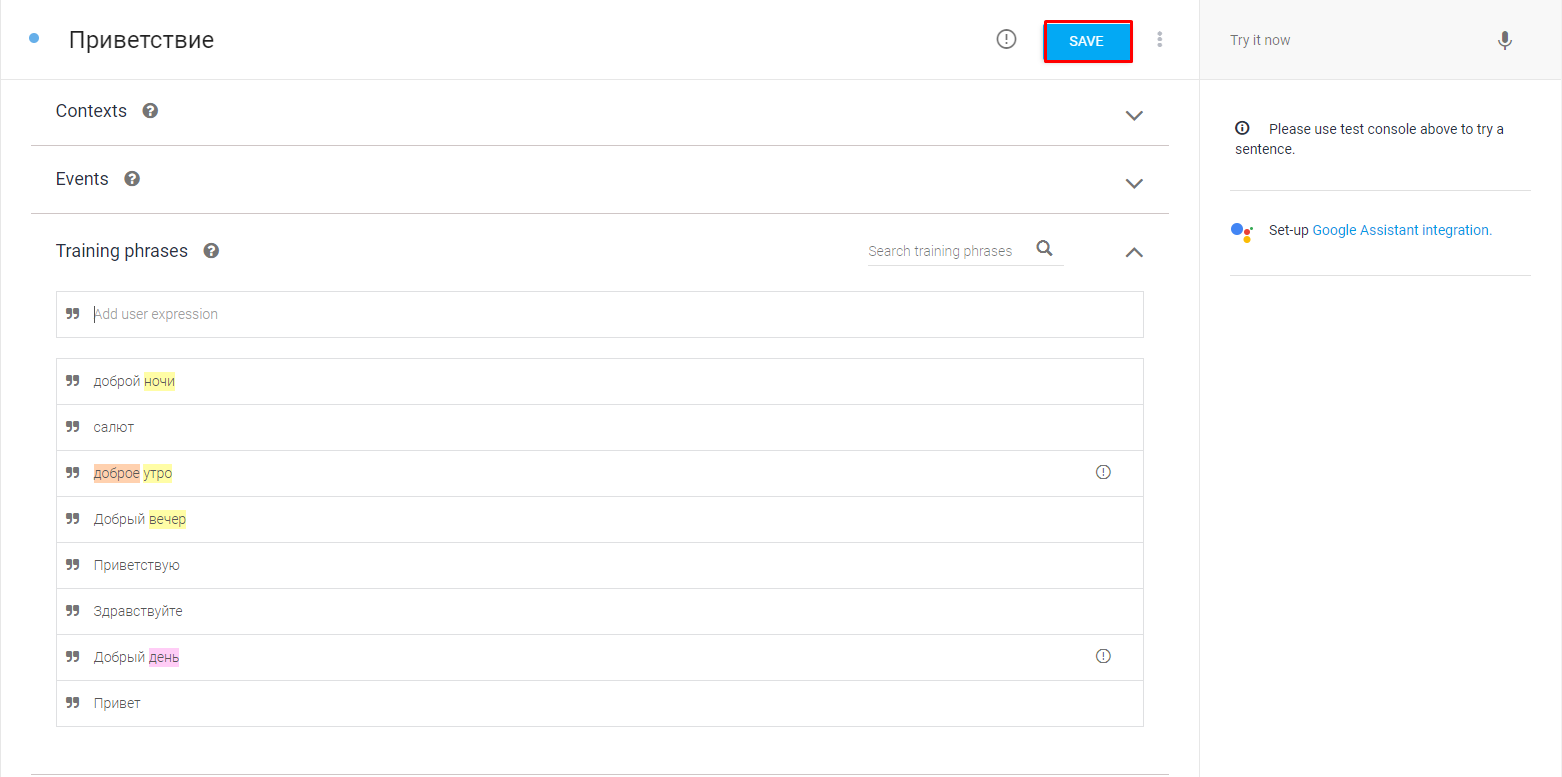 Приветствие
SAVE
Try it now
Contexts
Please use test console above to try a
sentence.
Events
Set-up Google Assistant integration.
Training phrases
Search training phrases
Add user expression
доброй ночи
салют
доброе утро
Добрый вечер
Приветствую
Здравствуйте
Добрый день
Привет